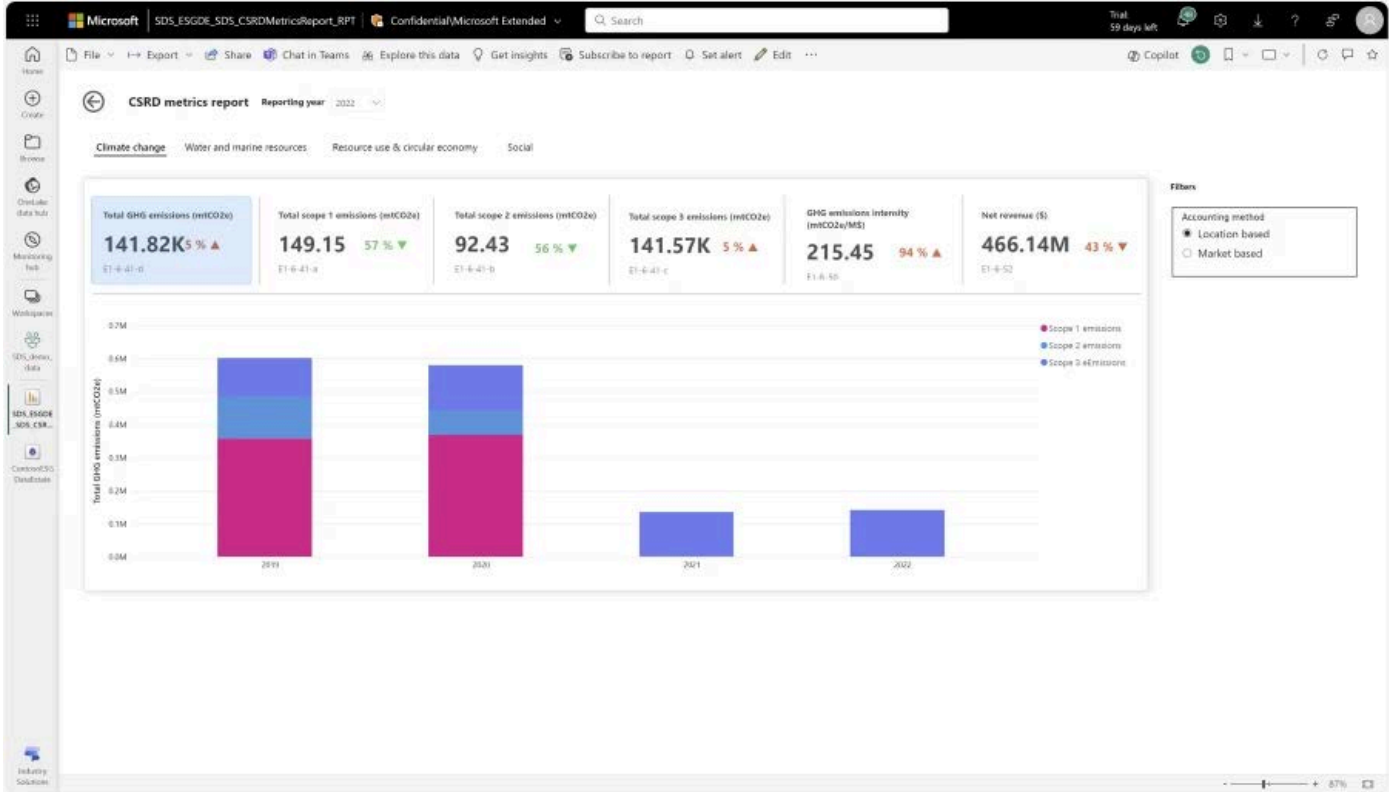 Microsoft SDS_ESGDE_SDS_CSRDMetricsReport_RPT Confidential\Microsoft Extended Search Trial 59 days left
File Export Share Chat in Teams Explore this data Get insights Subscribe to report Set alert Edit ... Copilot
Home
Create
Browse
OneLake
data hub
Monitoring
hub
Workspaces
SDS_demo_
data
SDS_ESGDE
_SDS_CSR...
ContosoESG
DataEstate
Industry
Solutions
CSRD metrics report Reporting year 2022
Climate change Water and marine resources Resource use & circular economy Social
Total GHG emissions (mtCO2e)
141.82K 5 % ▲
E1-6-41-d
Total scope 1 emissions (mtCO2e)
149.15 57 % ▼
E1-6-41-a
Total scope 2 emissions (mtCO2e)
92.43 56 % ▼
E1-6-41-b
Total scope 3 emissions (mtCO2e)
141.57K 5 % ▲
E1-6-41-c
GHG emissions intensity
(mtCO2e/M$)
215.45 94 % ▲
E1-6-50
Net revenue ($)
466.14M 43 % ▼
E1-6-52
Filters
Accounting method
Location based
Market based
Total GHG emissions (mtCO2e)
0.7M
0.6M
0.5M
0.4M
0.3M
0.2M
0.1M
0.0M
2019 2020 2021 2022
Scope 1 emissions
Scope 2 emissions
Scope 3 eEmissions
87%